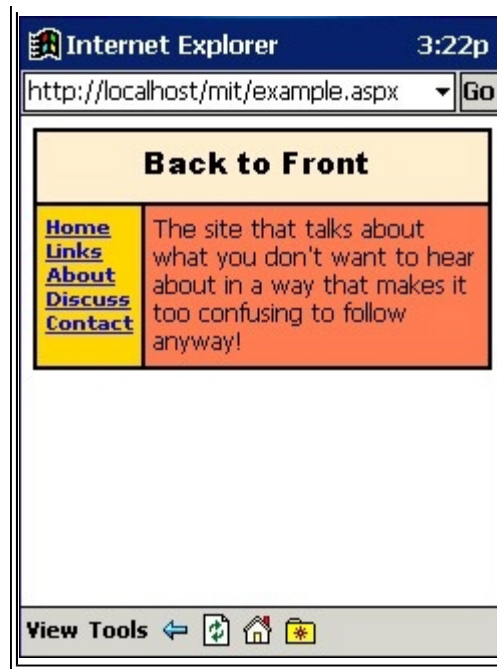 Internet Explorer 3:22p
http://localhost/mit/example.aspx Go
Back to Front
Home
Links
About
Discuss
Contact
The site that talks about
what you don't want to hear
about in a way that makes it
too confusing to follow
anyway!
View Tools